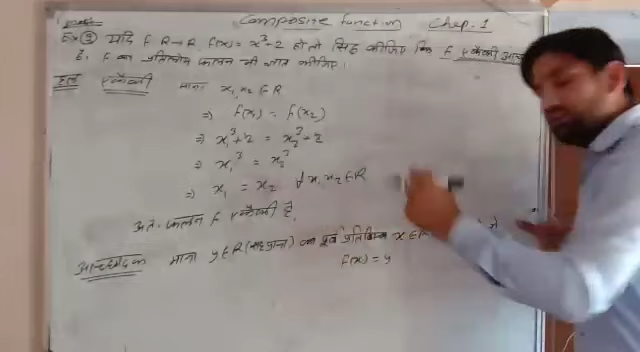 Composite function Chep. 1
Ex. 9 यदि f R→R f(x) = x³-2 हो तो सिद्ध कीजिए कि f एकैकी
है, f का प्रतिलोम फलन भी ज्ञात कीजिए।
हल एकैकी माना x₁, x₂ ∈ R
⇒ f(x₁) = f(x₂)
⇒ x₁³+2 = x₂³-2
⇒ x₁³ = x₂³
⇒ x₁ = x₂ ∀ x₁ x₂ ∈ R
अतः फलन f एकैकी है,
आच्छादक माना y ∈ R (सहप्रान्त) का पूर्व प्रतिबिम्ब x ∈ R
f(x) = y